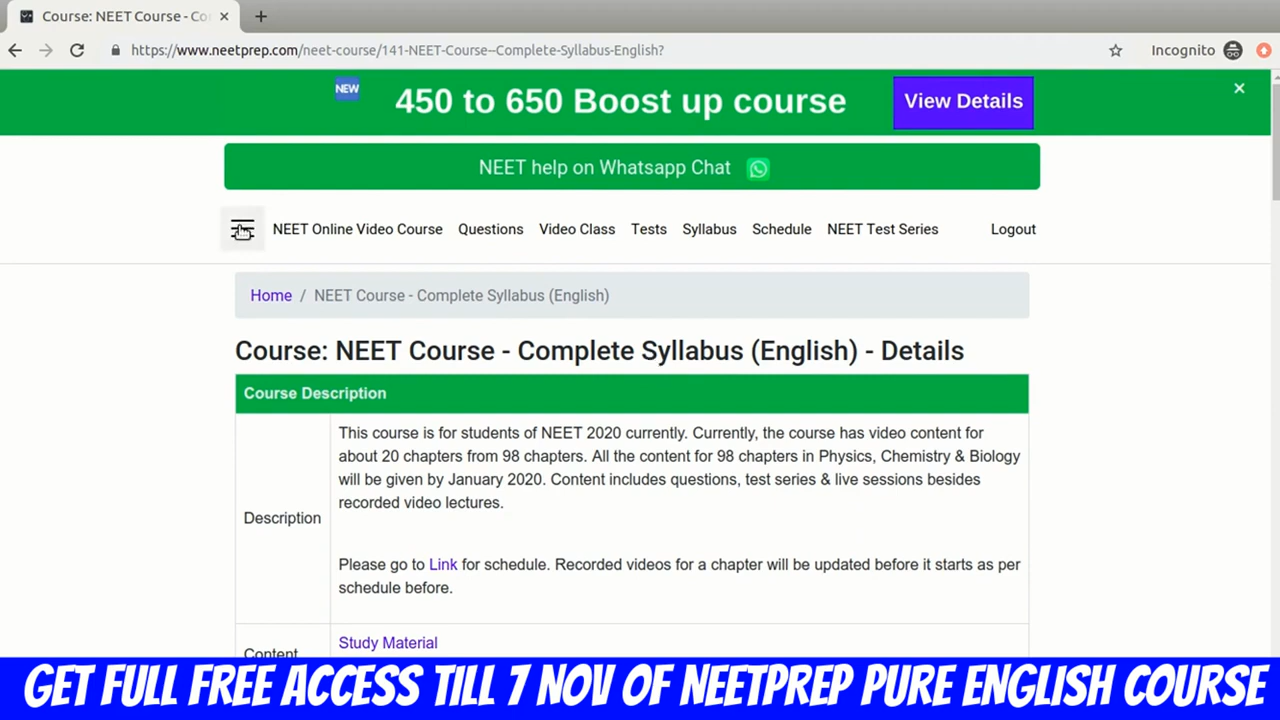 Course: NEET Course - Co
https://www.neetprep.com/neet-course/141-NEET-Course--Complete-Syllabus-English?
Incognito
NEW
450 to 650 Boost up course
View Details
NEET help on Whatsapp Chat
NEET Online Video Course Questions Video Class Tests Syllabus Schedule NEET Test Series Logout
Home / NEET Course - Complete Syllabus (English)
Course: NEET Course - Complete Syllabus (English) - Details
Course Description
Description
This course is for students of NEET 2020 currently. Currently, the course has video content for
about 20 chapters from 98 chapters. All the content for 98 chapters in Physics, Chemistry & Biology
will be given by January 2020. Content includes questions, test series & live sessions besides
recorded video lectures.
Please go to Link for schedule. Recorded videos for a chapter will be updated before it starts as per
schedule before.
Content
Study Material
GET FULL FREE ACCESS TILL 7 NOV OF NEETPREP PURE ENGLISH COURSE